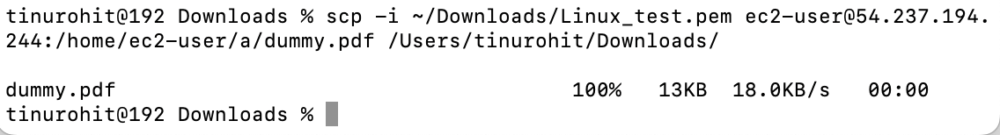 tinurohit@192 Downloads % scp -i ~/Downloads/Linux_test.pem ec2-user@54.237.194.
244:/home/ec2-user/a/dummy.pdf /Users/tinurohit/Downloads/
dummy.pdf 100% 13KB 18.0KB/s 00:00
tinurohit@192 Downloads %